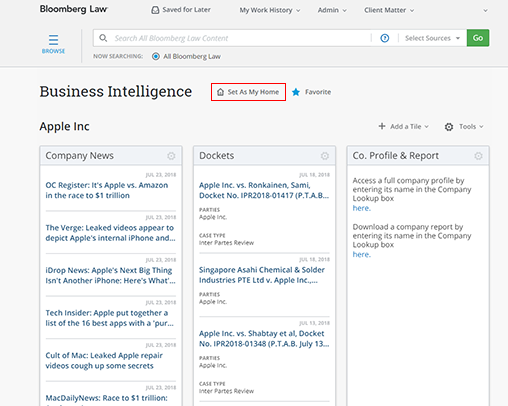 Bloomberg Law
Saved for Later
My Work History
Admin
Client Matter
BROWSE
Search All Bloomberg Law Content
Select Sources
Go
NOW SEARCHING:
All Bloomberg Law
Business Intelligence
Set As My Home
Favorite
Apple Inc
Add a Tile
Tools
Company News
JUL 23, 2018
OC Register: It's Apple vs. Amazon
in the race to $1 trillion
JUL 23, 2018
The Verge: Leaked videos appear to
depict Apple's internal iPhone and...
JUL 23, 2018
iDrop News: Apple's Next Big Thing
Isn't Another iPhone: Here's What'...
JUL 23, 2018
Tech Insider: Apple put together a
list of the 16 best apps with a 'pur...
JUL 23, 2018
Cult of Mac: Leaked Apple repair
videos cough up some secrets
JUL 23, 2018
MacDailyNews: Race to $1 trillion:
Dockets
JUL 18, 2018
Apple Inc. vs. Ronkainen, Sami,
Docket No. IPR2018-01417 (P.T.A.B...
PARTIES
Apple Inc.
CASE TYPE
Inter Partes Review
JUL 16, 2018
Singapore Asahi Chemical & Solder
Industries PTE Ltd v. Apple Inc.,...
PARTIES
Apple Inc.
JUL 13, 2018
Apple Inc. vs. Shabtay et al, Docket
No. IPR2018-01348 (P.T.A.B. July 13...
PARTIES
Apple Inc.
CASE TYPE
Inter Partes Review
Co. Profile & Report
Access a full company profile by
entering its name in the Company
Lookup box
here.
Download a company report by
entering its name in the Company
Lookup box
here.